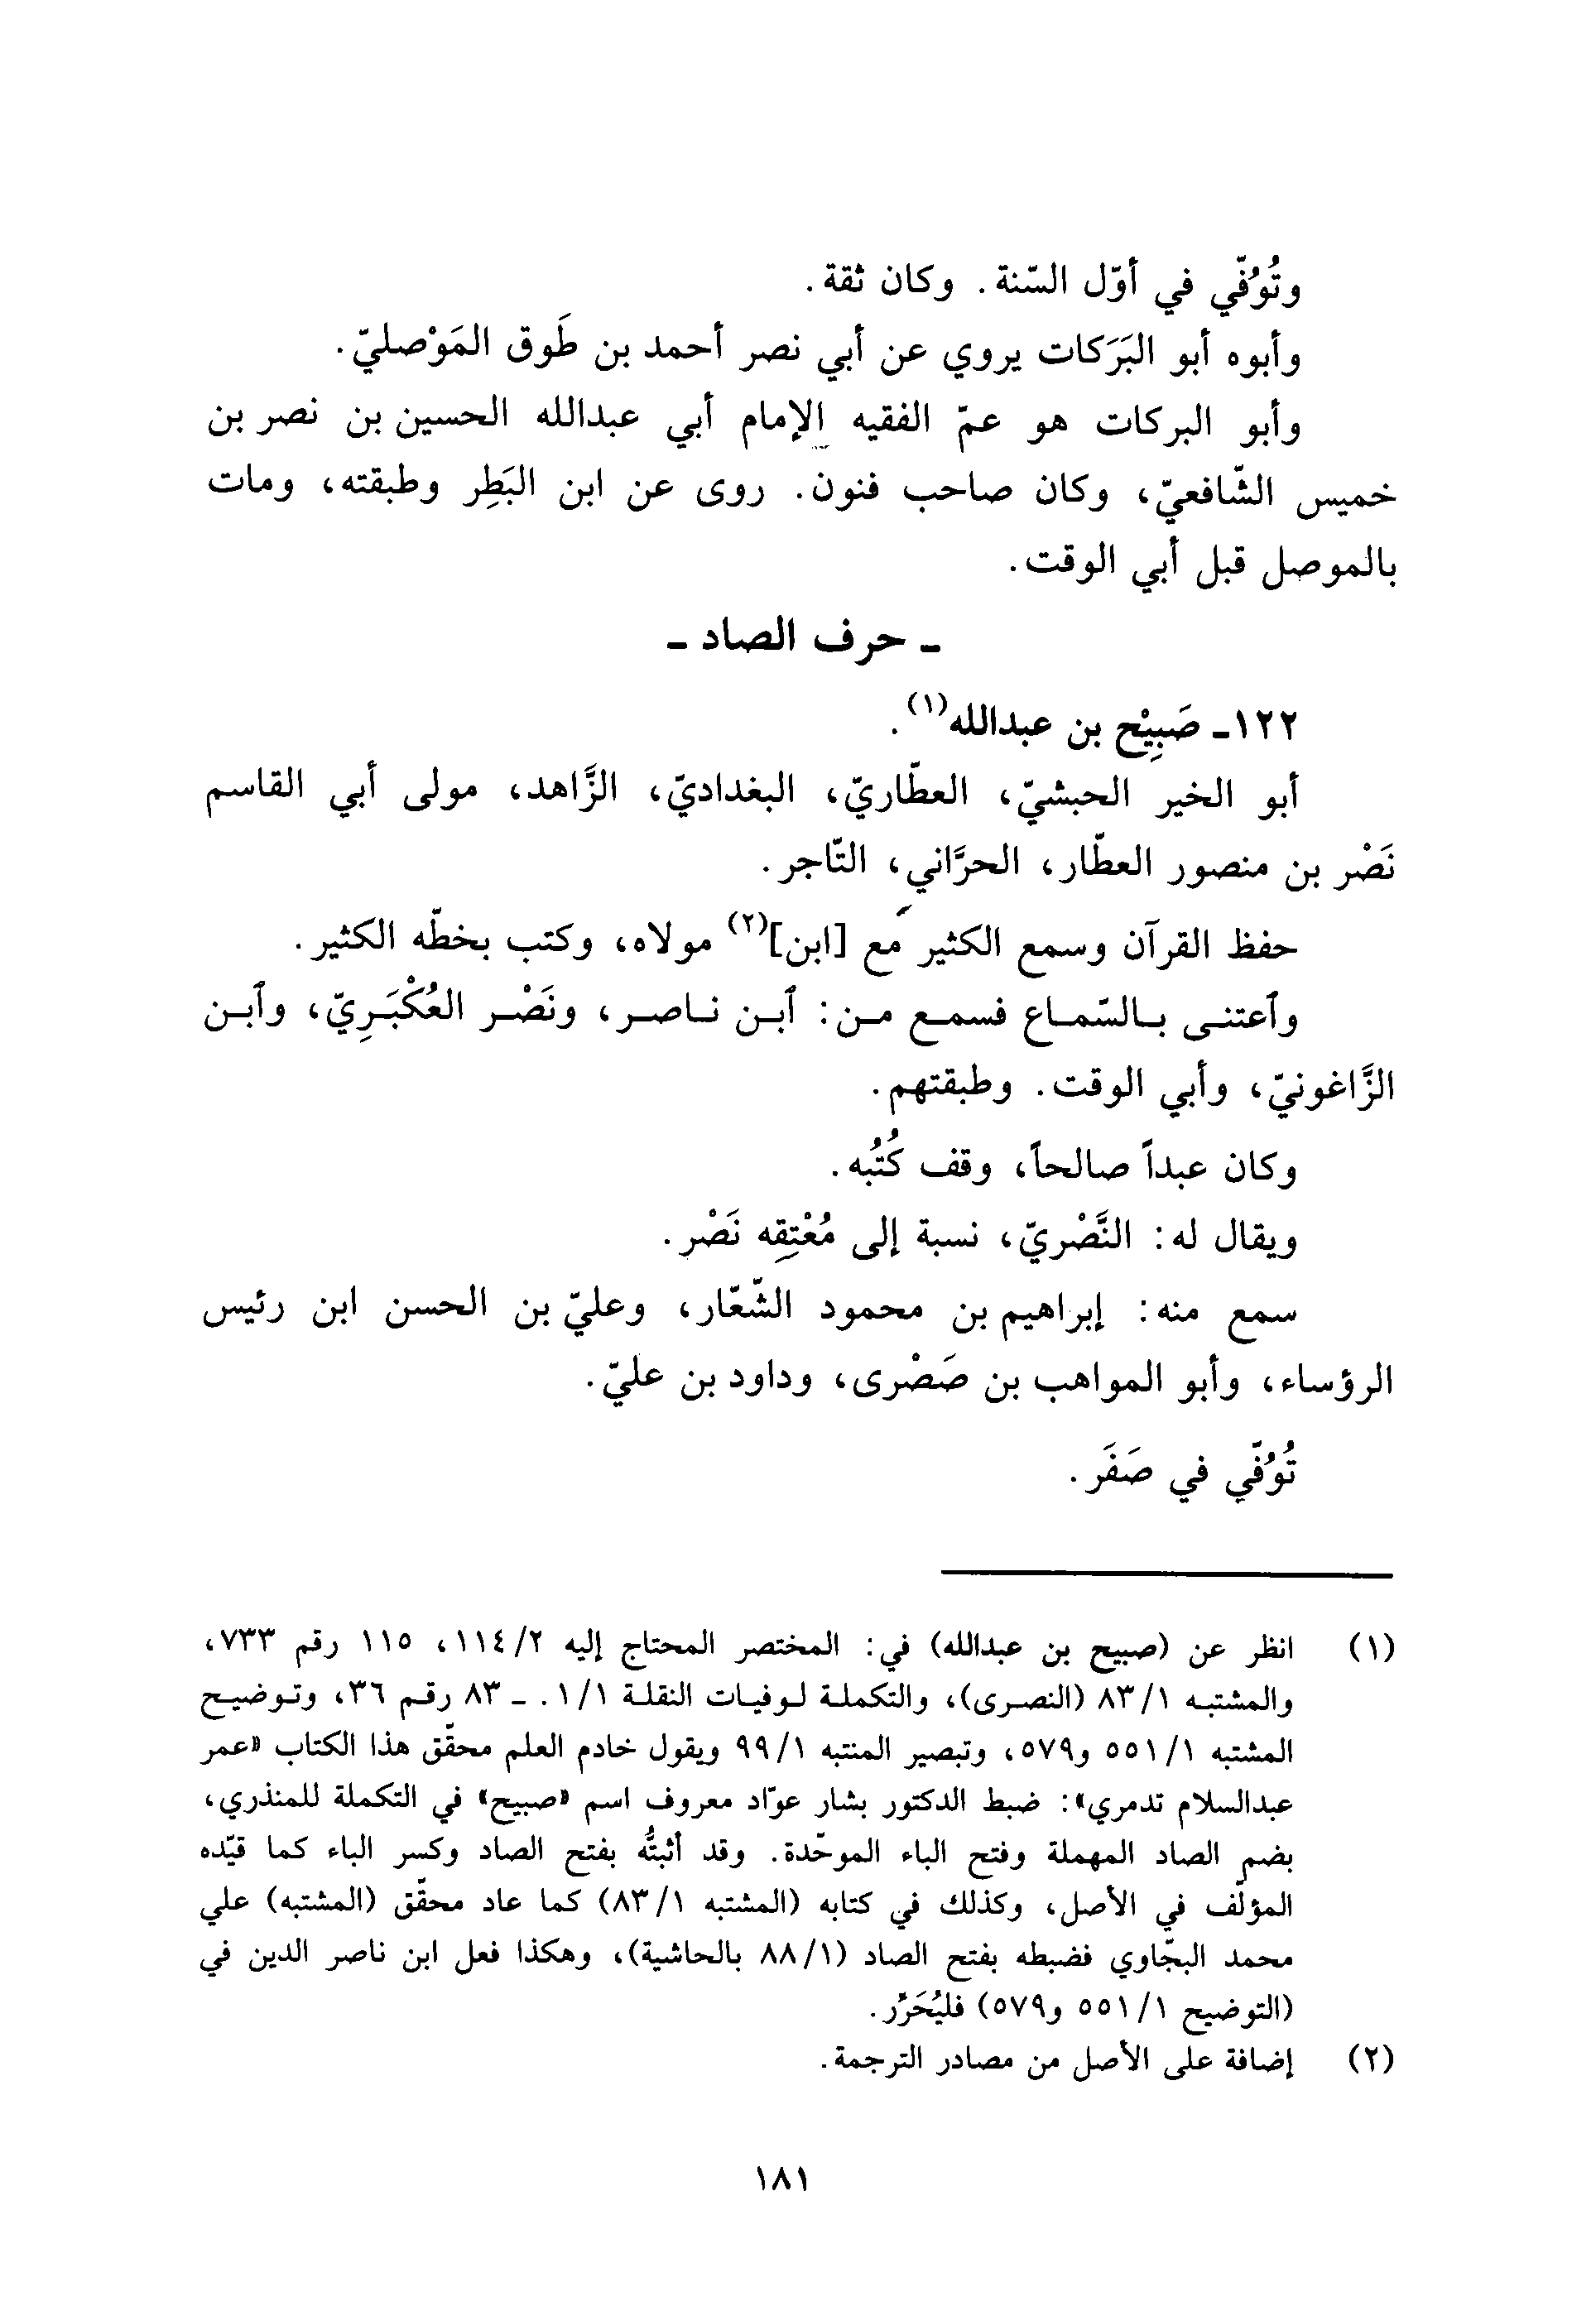 وتُوُفّي في أوّل السّنة. وكان ثقة.
وأبوه أبو البَرَكات يروي عن أبي نصر أحمد بن طَوق المَوْصليّ.
وأبو البركات هو عمّ الفقيه الإمام أبي عبدالله الحسين بن نصر بن
خميس الشّافعيّ، وكان صاحب فنون. روى عن ابن البَطِر وطبقته، ومات
بالموصل قبل أبي الوقت.
ـ حرف الصاد ـ
١٢٢ـ صَبِيْح بن عبدالله(١).
أبو الخير الحبشيّ، العطّاريّ، البغداديّ، الزَّاهد، مولى أبي القاسم
نَصْر بن منصور العطّار، الحرَّاني، التّاجر.
حفظ القرآن وسمع الكثير مع [ابن](٢) مولاه، وكتب بخطّه الكثير.
وٱعتنى بالسّماع فسمع من: ٱبن ناصر، ونَصْر العُكْبَرِيّ، وٱبن
الزَّاغونيّ، وأبي الوقت. وطبقتهم.
وكان عبداً صالحاً، وقف كُتُبه.
ويقال له: النَّصْريّ، نسبة إلى مُعْتِقِه نَصْر.
سمع منه: إبراهيم بن محمود الشّعّار، وعليّ بن الحسن ابن رئيس
الرؤساء، وأبو المواهب بن صَصْرى، وداود بن عليّ.
تُوُفّي في صَفَر.
(١) انظر عن (صبيح بن عبدالله) في: المختصر المحتاج إليه ٢/ ١١٤، ١١٥ رقم ٧٣٣،
والمشتبه ١/ ٨٣ (النصرى)، والتكملة لوفيات النقلة ١/ ١. ـ ٨٣ رقم ٣٦، وتوضيح
المشتبه ١/ ٥٥١ و٥٧٩، وتبصير المنتبه ١/ ٩٩ ويقول خادم العلم محقّق هذا الكتاب «عمر
عبدالسلام تدمري»: ضبط الدكتور بشار عوّاد معروف اسم «صبيح» في التكملة للمنذري،
بضم الصاد المهملة وفتح الباء الموحّدة. وقد أثبتُّه بفتح الصاد وكسر الباء كما قيّده
المؤلّف في الأصل، وكذلك في كتابه (المشتبه ١/ ٨٣) كما عاد محقّق (المشتبه) علي
محمد البجّاوي فضبطه بفتح الصاد (١/ ٨٨ بالحاشية)، وهكذا فعل ابن ناصر الدين في
(التوضيح ١/ ٥٥١ و٥٧٩) فليُحَرَّر.
(٢) إضافة على الأصل من مصادر الترجمة.
١٨١